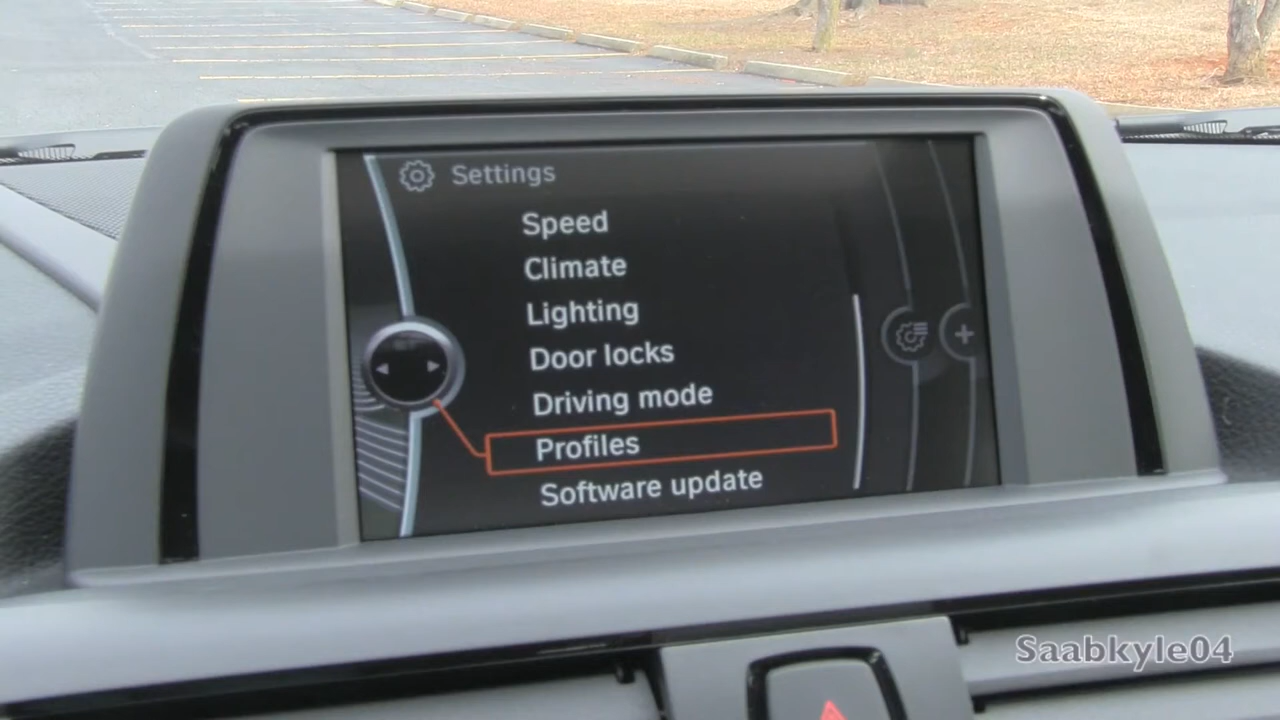 Settings
Speed
Climate
Lighting
Door locks
Driving mode
Profiles
Software update
Saabkyle04